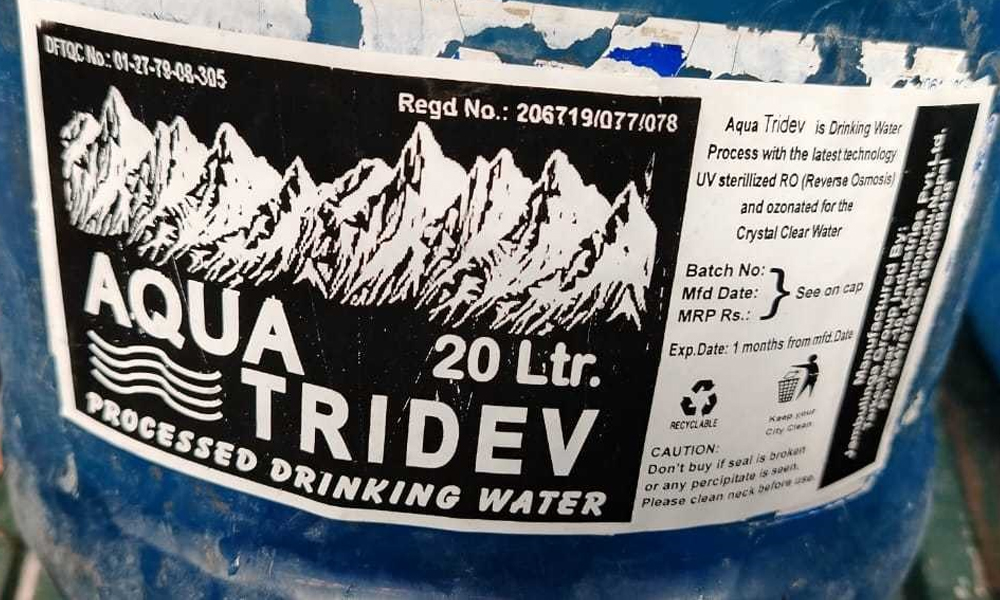 DFTQC No.: 01-27-79-08-305
Regd No.: 206719/077/078
AQUA
TRIDEV
20 Ltr.
PROCESSED DRINKING WATER
Aqua Tridev is Drinking Water
Process with the latest technology
UV sterillized RO (Reverse Osmosis)
and ozonated for the
Crystal Clear Water
Batch No:
Mfd Date:
MRP Rs.:
See on cap
Exp.Date: 1 months from mfd.Date
RECYCLABLE
Keep your
City Clean
CAUTION:
Don't buy if seal is broken
or any percipitate is seen.
Please clean neck before use.
Manufactured BY: